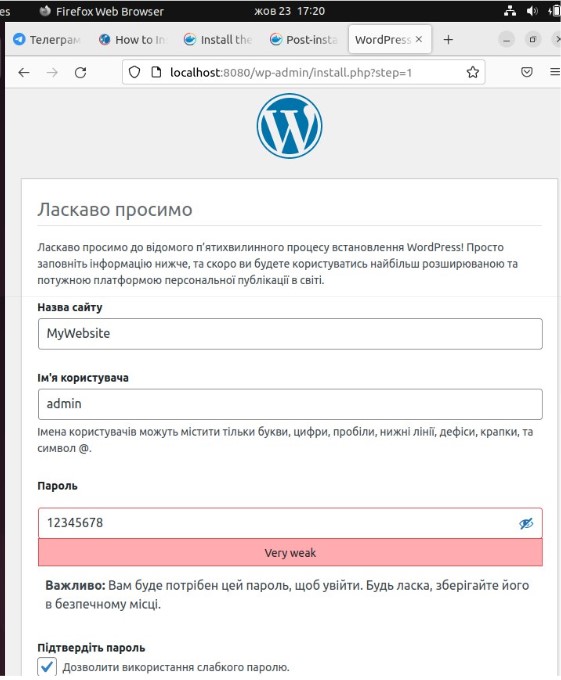 es Firefox Web Browser жов 23 17:20
Телеграм How to In Install the Post-insta WordPress
localhost:8080/wp-admin/install.php?step=1
Ласкаво просимо
Ласкаво просимо до відомого п'ятихвилинного процесу встановлення WordPress! Просто
заповніть інформацію нижче, та скоро ви будете користуватись найбільш розширюваною та
потужною платформою персональної публікації в світі.
Назва сайту
MyWebsite
Ім'я користувача
admin
Імена користувачів можуть містити тільки букви, цифри, пробіли, нижні лінії, дефіси, крапки, та
символ @.
Пароль
12345678
Very weak
Важливо: Вам буде потрібен цей пароль, щоб увійти. Будь ласка, зберігайте його
в безпечному місці.
Підтвердіть пароль
Дозволити використання слабкого паролю.